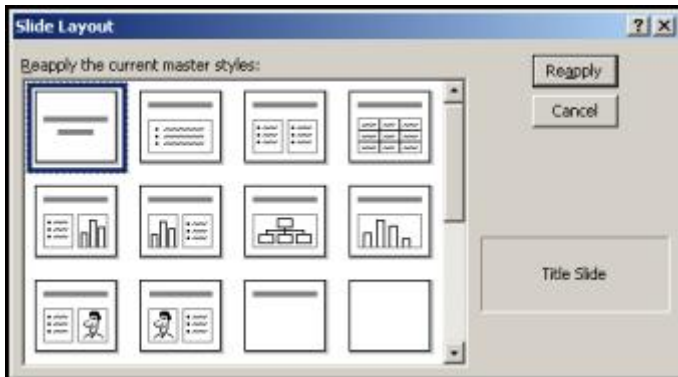 Slide Layout
Reapply the current master styles:
Reapply
Cancel
Title Slide